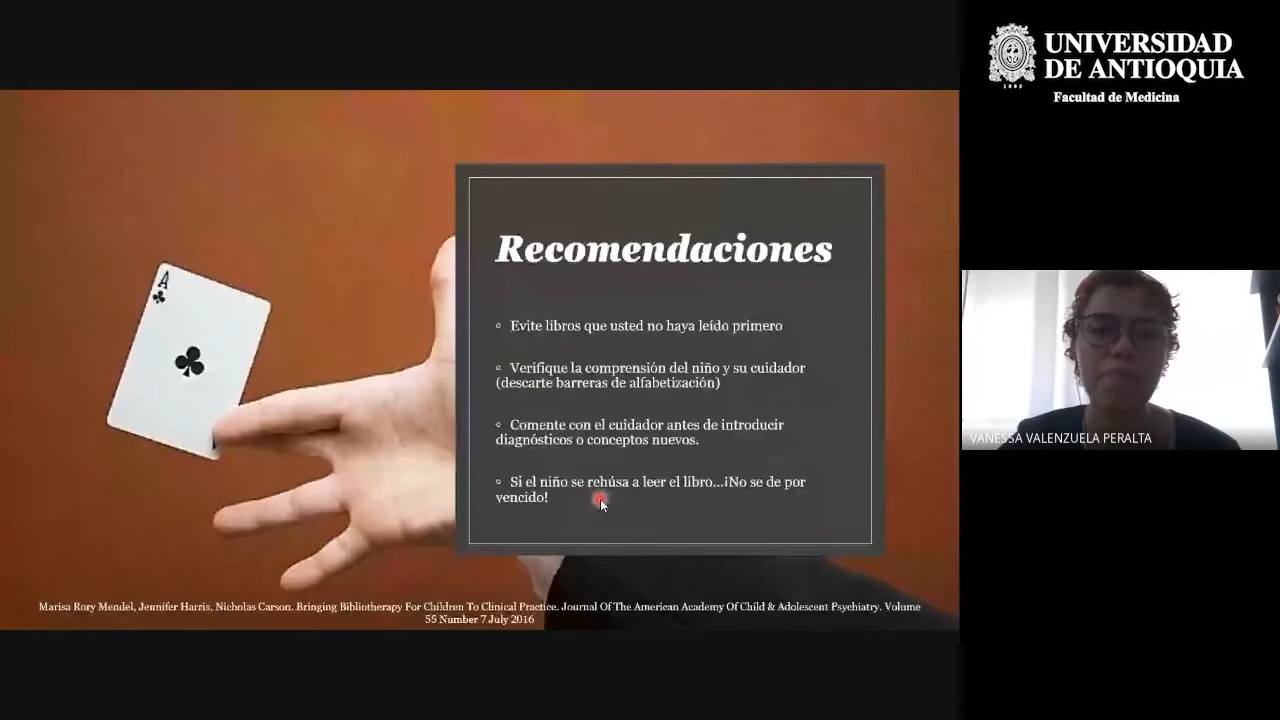 UNIVERSIDAD
DE ANTIOQUIA
1803
Facultad de Medicina
A
Recomendaciones
◦ Evite libros que usted no haya leído primero
◦ Verifique la comprensión del niño y su cuidador
(descarte barreras de alfabetización)
◦ Comente con el cuidador antes de introducir
diagnósticos o conceptos nuevos.
◦ Si el niño se rehúsa a leer el libro...¡No se de por
vencido!
Marisa Rory Mendel, Jennifer Harris, Nicholas Carson. Bringing Bibliotherapy For Children To Clinical Practice. Journal Of The American Academy Of Child & Adolescent Psychiatry. Volume
55 Number 7 July 2016
VANESSA VALENZUELA PERALTA